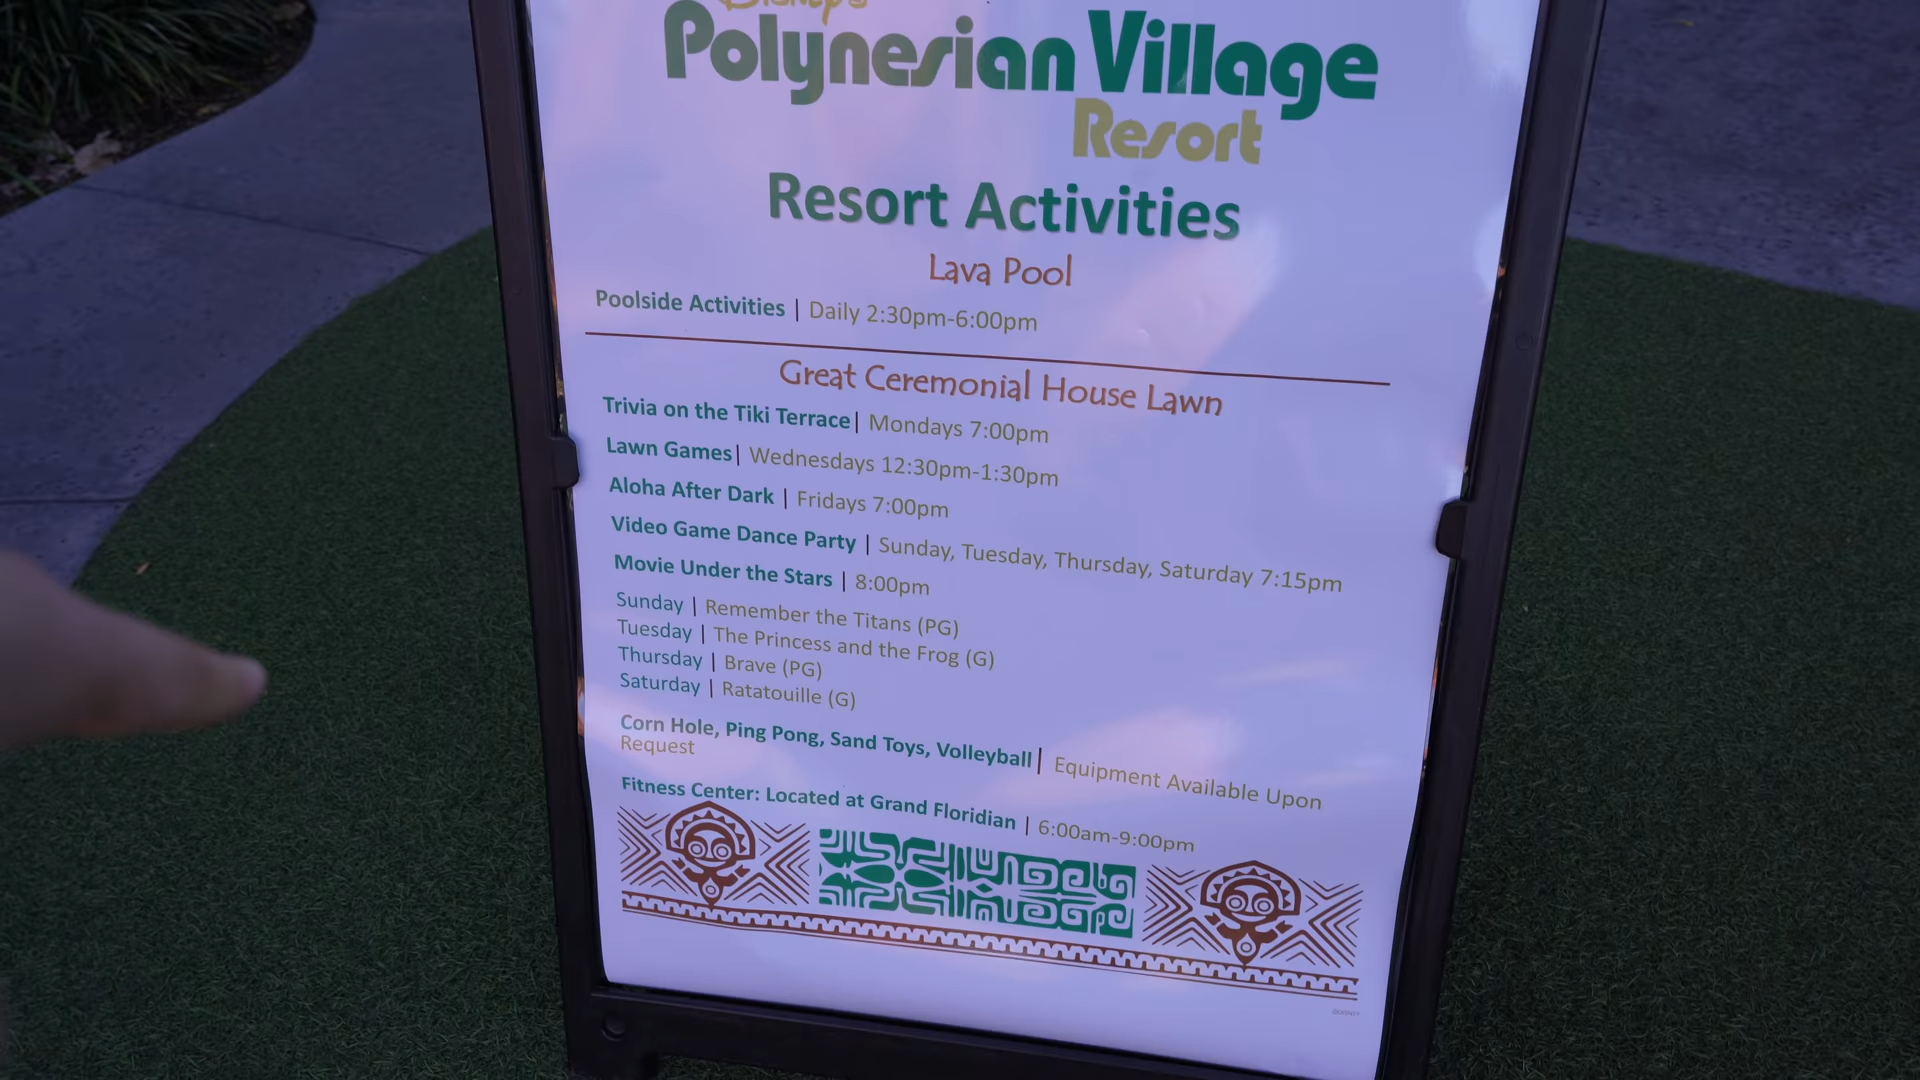 Disney's
Polynesian Village
Resort
Resort Activities
Lava Pool
Poolside Activities | Daily 2:30pm-6:00pm
Great Ceremonial House Lawn
Trivia on the Tiki Terrace| Mondays 7:00pm
Lawn Games| Wednesdays 12:30pm-1:30pm
Aloha After Dark | Fridays 7:00pm
Video Game Dance Party | Sunday, Tuesday, Thursday, Saturday 7:15pm
Movie Under the Stars | 8:00pm
Sunday | Remember the Titans (PG)
Tuesday | The Princess and the Frog (G)
Thursday | Brave (PG)
Saturday | Ratatouille (G)
Corn Hole, Ping Pong, Sand Toys, Volleyball| Equipment Available Upon
Request
Fitness Center: Located at Grand Floridian | 6:00am-9:00pm
©DISNEY